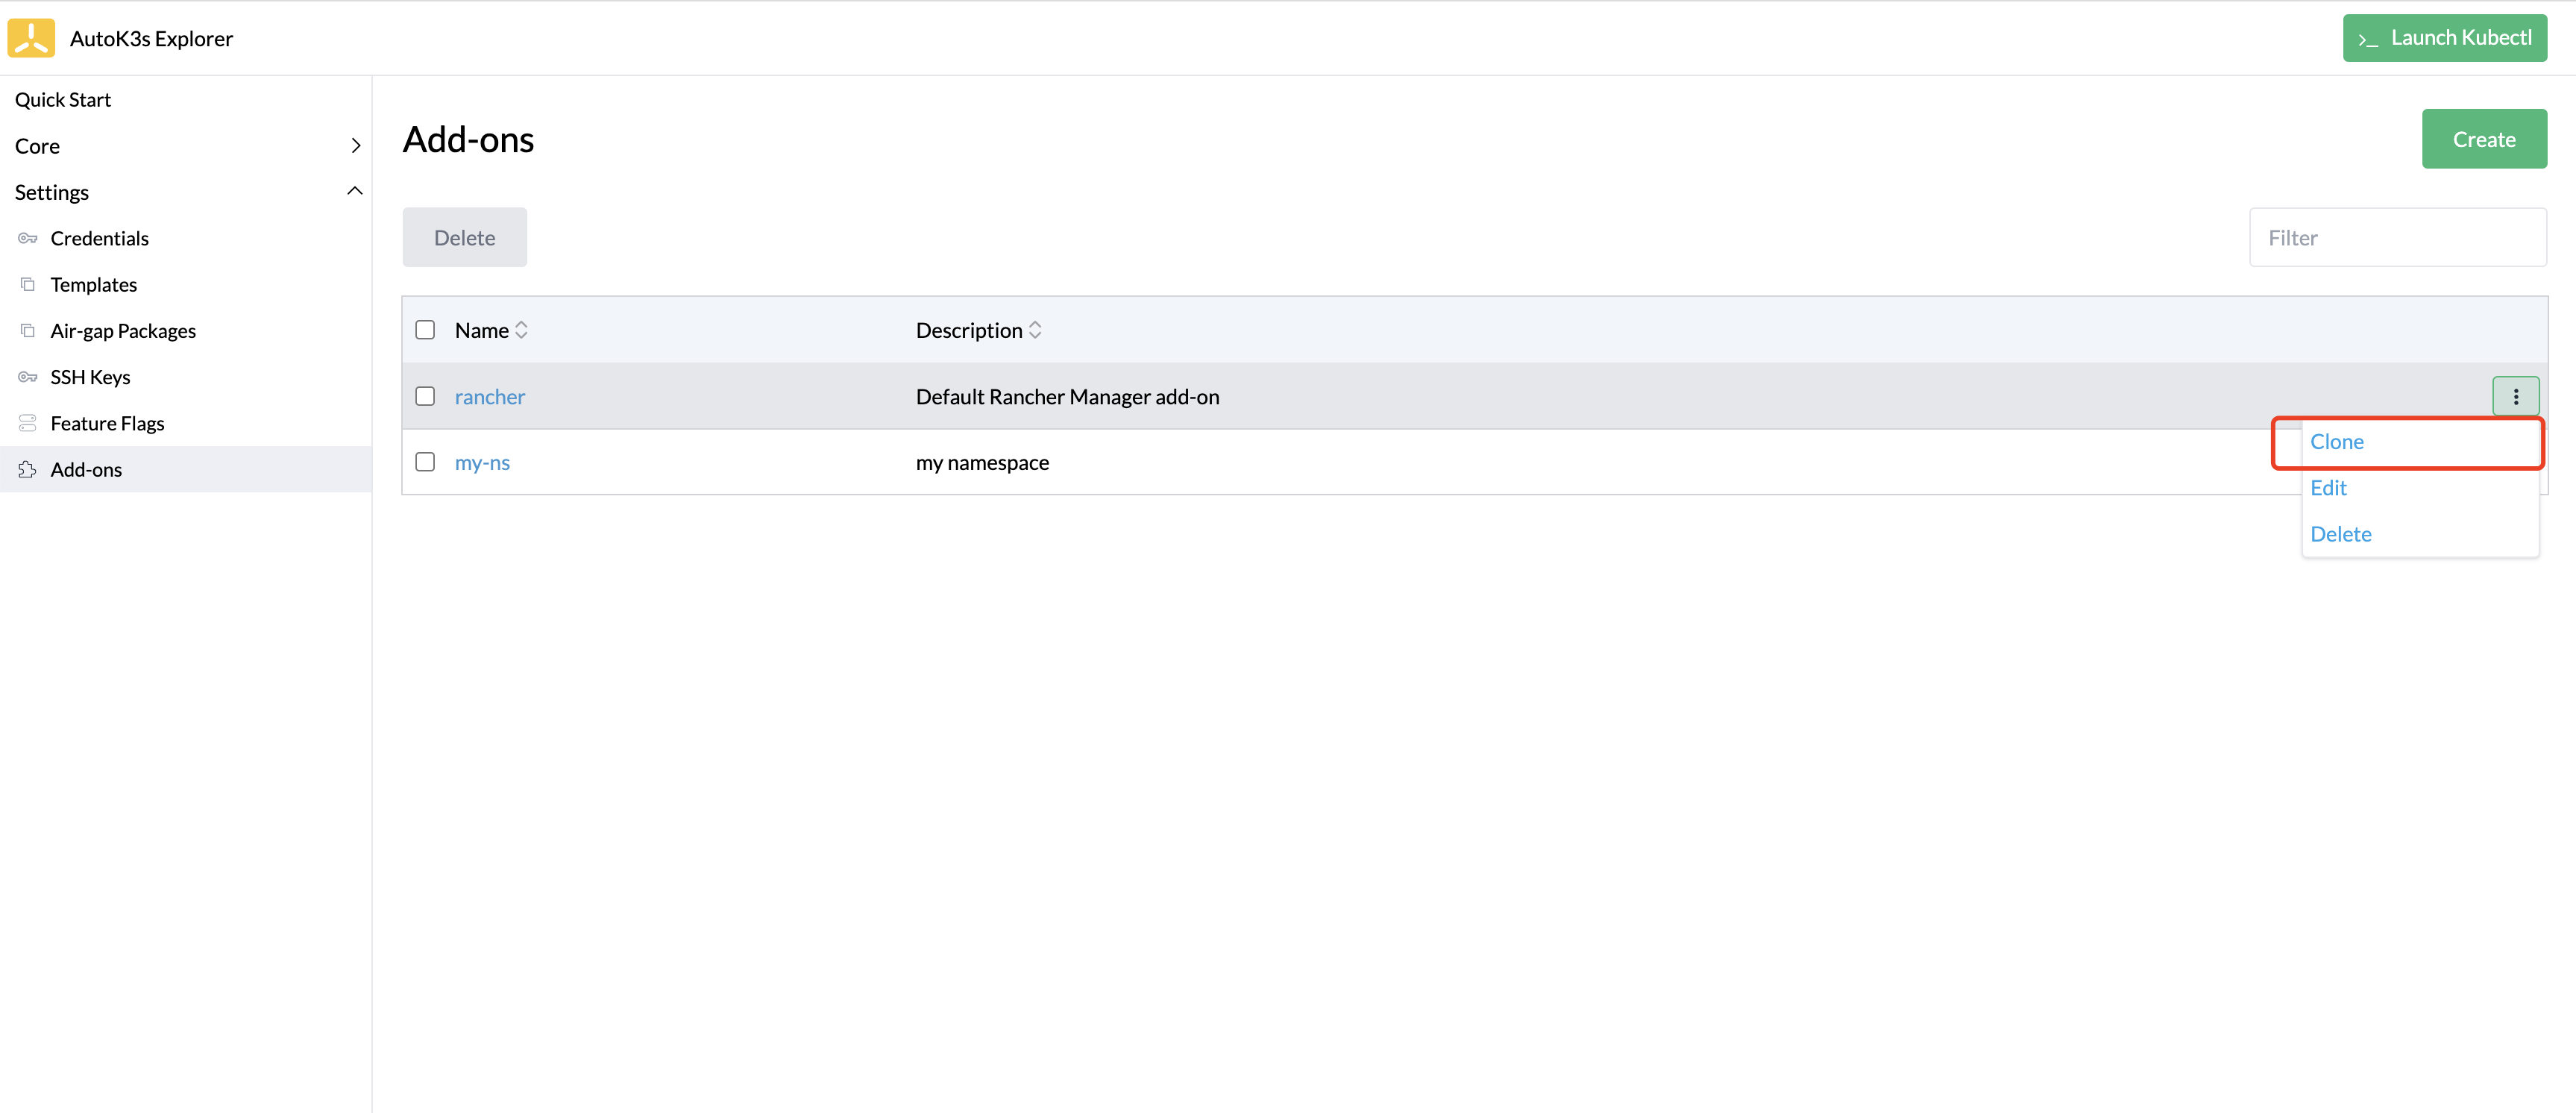 AutoK3s Explorer
>_ Launch Kubectl
Quick Start
Core
Settings
Credentials
Templates
Air-gap Packages
SSH Keys
Feature Flags
Add-ons
Add-ons
Create
Delete
Filter
Name Description
rancher Default Rancher Manager add-on
my-ns my namespace
Clone
Edit
Delete